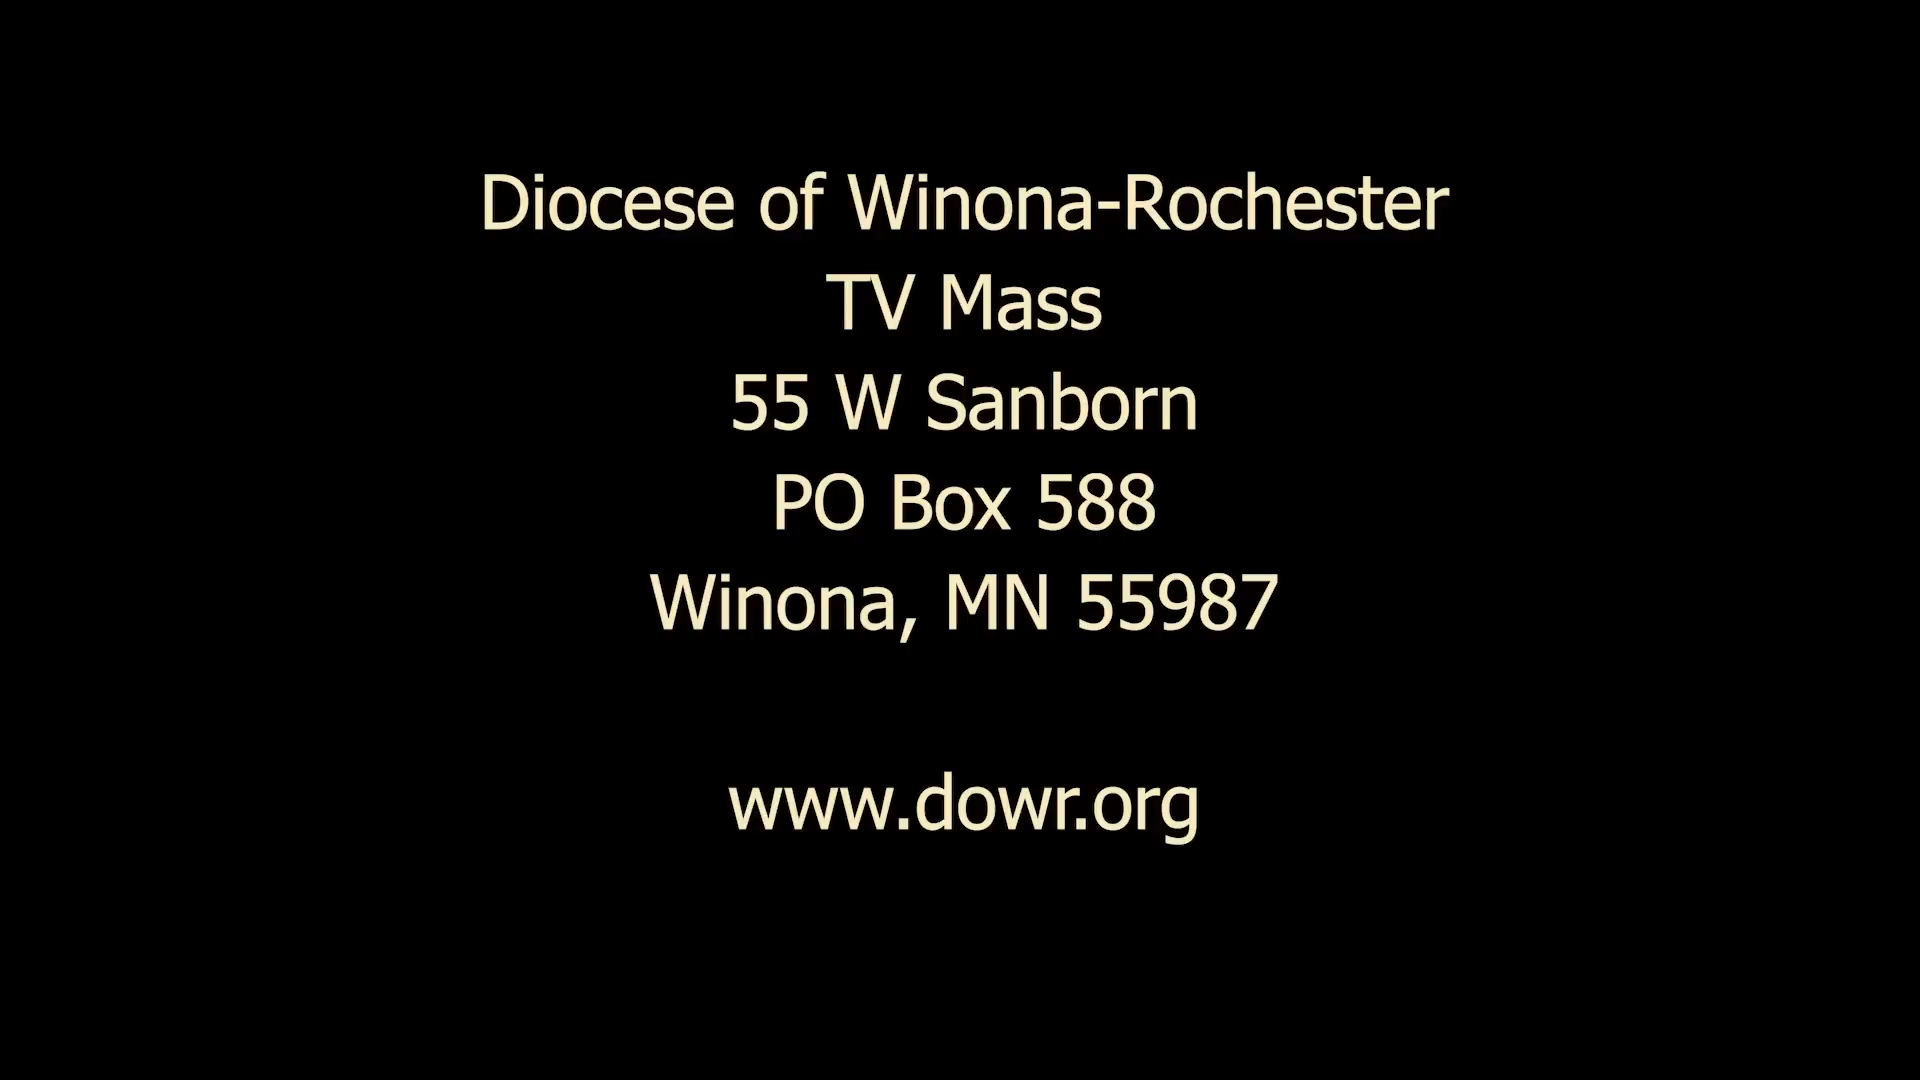 Diocese of Winona-Rochester
TV Mass
55 W Sanborn
PO Box 588
Winona, MN 55987
www.dowr.org